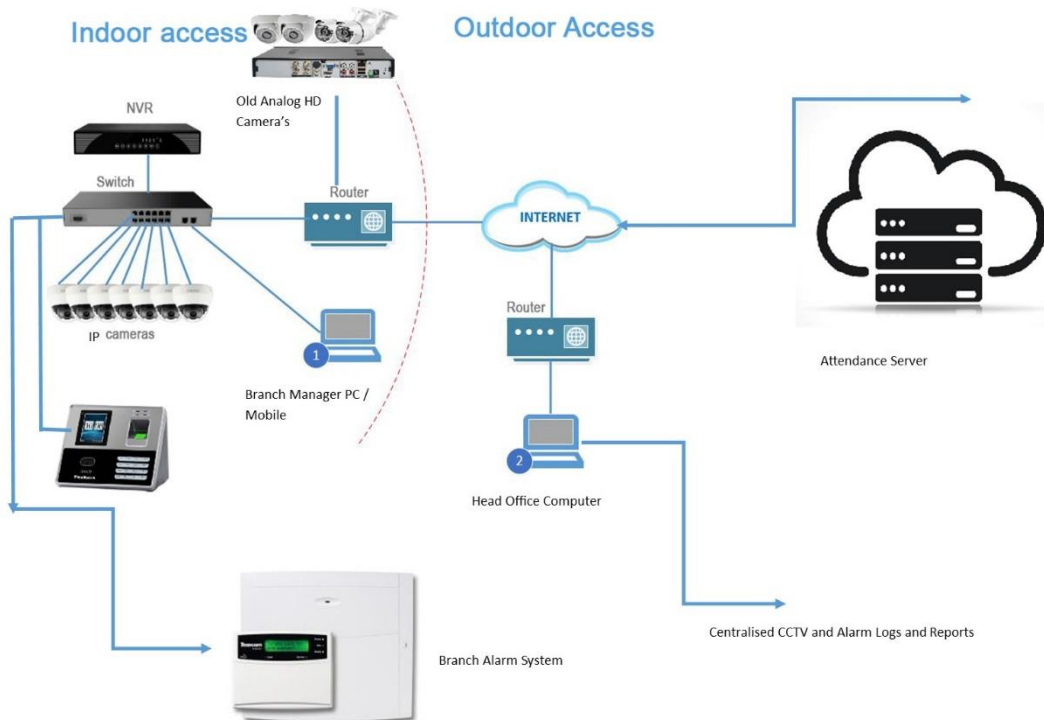 Indoor access
Outdoor Access
Old Analog HD
Camera's
NVR
Switch
Router
INTERNET
IP cameras
1
Branch Manager PC /
Mobile
Router
Attendance Server
2
Head Office Computer
Centralised CCTV and Alarm Logs and Reports
Branch Alarm System